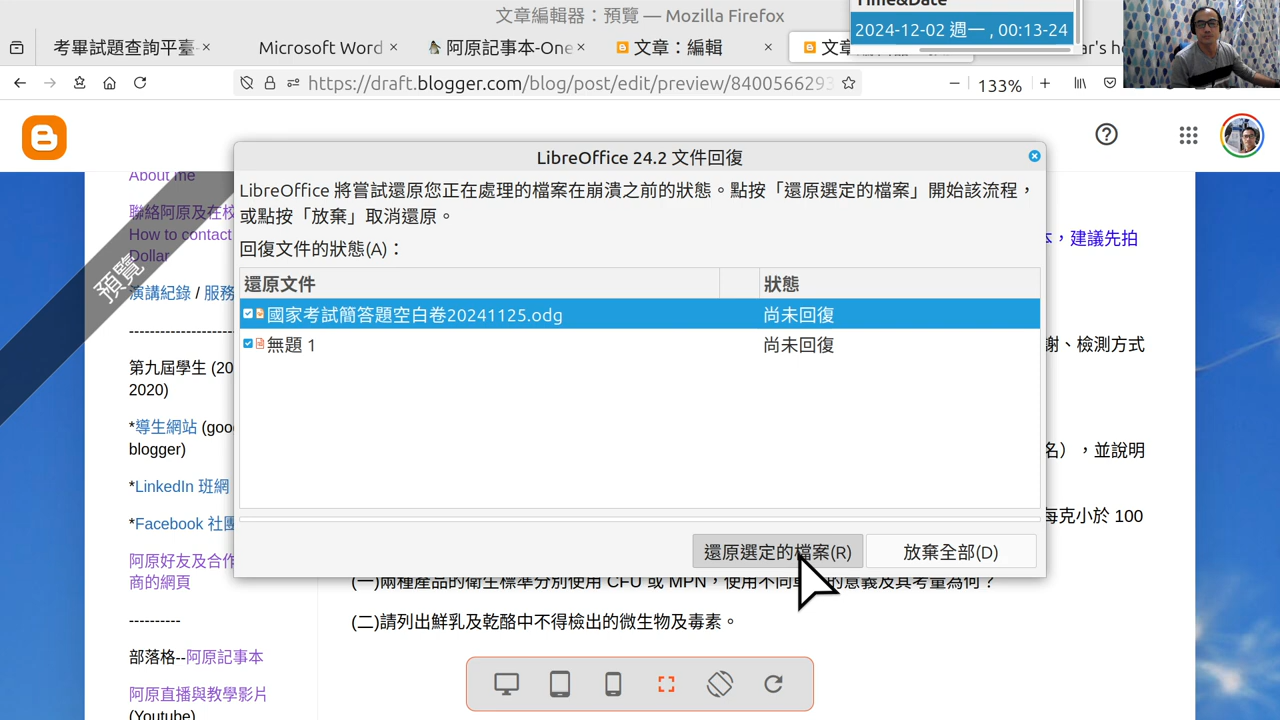 文章編輯器：預覽 — Mozilla Firefox
Time&Date
2024-12-02 週一 , 00:13-24
考畢試題查詢平臺- ×
Microsoft Word ×
阿原記事本-One ×
文章：編輯 ×
https://draft.blogger.com/blog/post/edit/preview/8400566293
133%
LibreOffice 24.2 文件回復
LibreOffice 將嘗試還原您正在處理的檔案在崩潰之前的狀態。點按「還原選定的檔案」開始該流程，
或點按「放棄」取消還原。
回復文件的狀態(A)：
還原文件 狀態
國家考試簡答題空白卷20241125.odg 尚未回復
無題 1 尚未回復
還原選定的檔案(R) 放棄全部(D)
預覽
About me
聯絡阿原及在校
How to contact
Dollar
演講紀錄 / 服務
第九屆學生 (20
2020)
*導生網站 (goo
blogger)
*LinkedIn 班網
*Facebook 社團
阿原好友及合作
商的網頁
----------
部落格--阿原記事本
阿原直播與教學影片
(Youtube)
，建議先拍
、檢測方式
名），並說明
每克小於 100
(一)兩種產品的衛生標準分別使用 CFU 或 MPN，使用不同單 的意義及其考量為何？
(二)請列出鮮乳及乾酪中不得檢出的微生物及毒素。